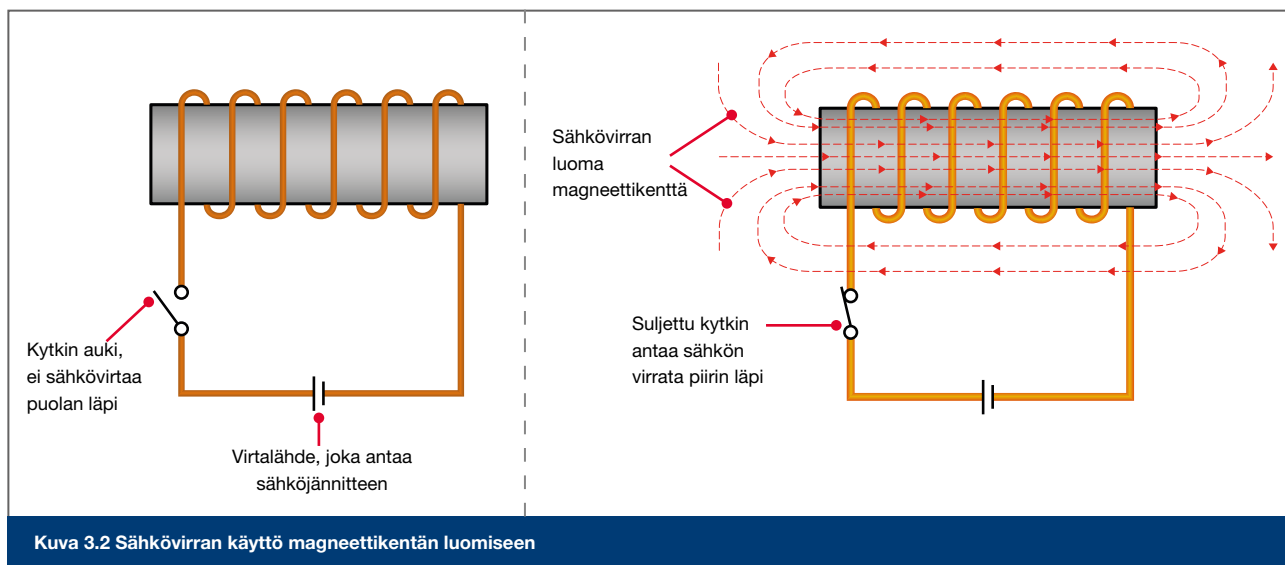 Kytkin auki,
ei sähkövirtaa
puolan läpi
Virtalähde, joka antaa
sähköjännitteen
Sähkövirran
luoma
magneettikenttä
Suljettu kytkin
antaa sähkön
virrata piirin läpi
Kuva 3.2 Sähkövirran käyttö magneettikentän luomiseen